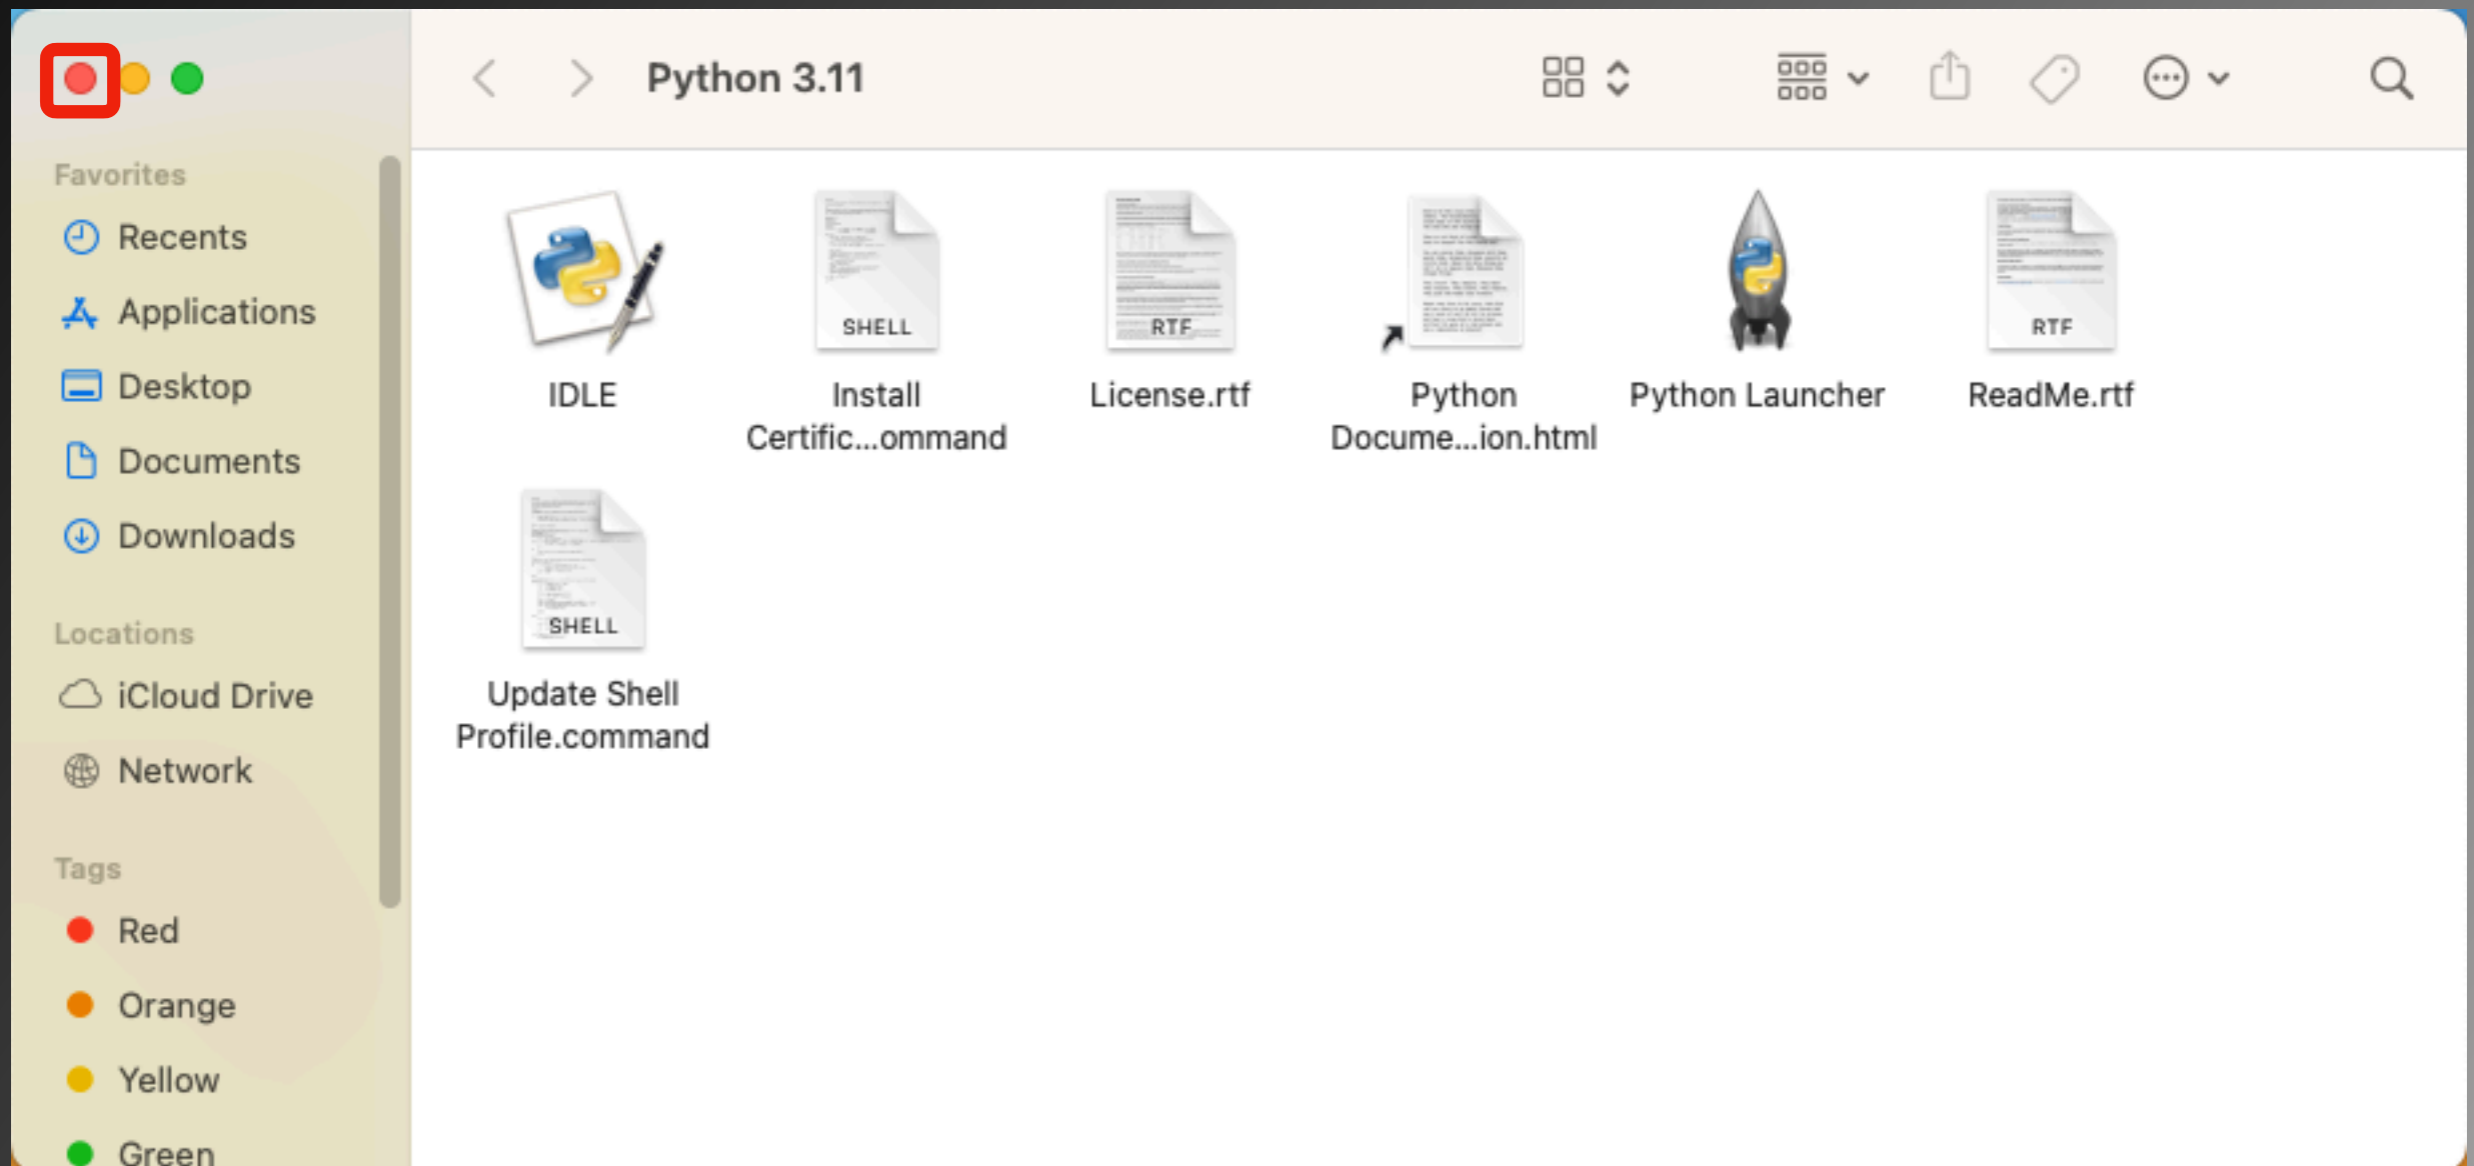 Python 3.11
Favorites
Recents
Applications
Desktop
Documents
Downloads
Locations
iCloud Drive
Network
Tags
Red
Orange
Yellow
Green
SHELL
RTF
RTF
IDLE
Install
Certific...ommand
License.rtf
Python
Docume...ion.html
Python Launcher
ReadMe.rtf
SHELL
Update Shell
Profile.command